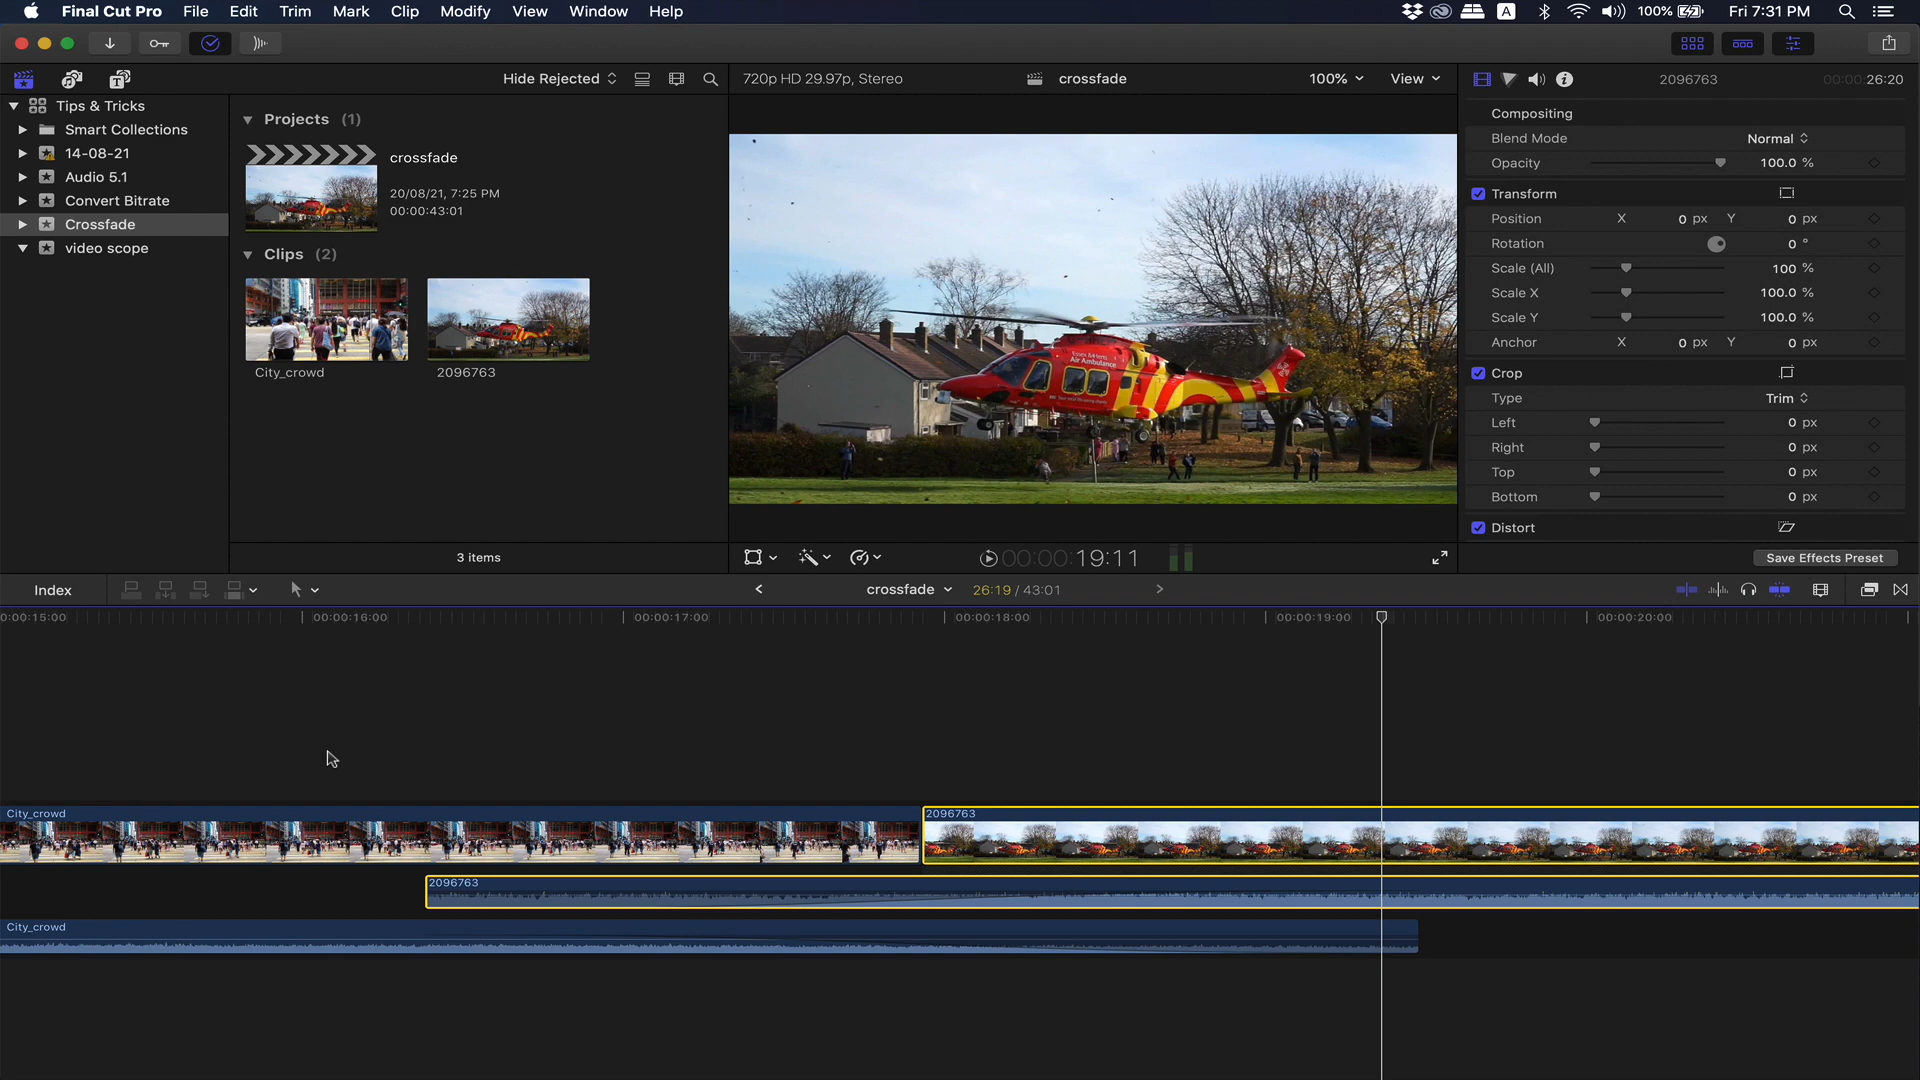 Final Cut Pro File Edit Trim Mark Clip Modify View Window Help A 100% Fri 7:31 PM
Hide Rejected 720p HD 29.97p, Stereo crossfade 100% View 2096763 00:00:26:20
Tips & Tricks
Smart Collections
14-08-21
Audio 5.1
Convert Bitrate
Crossfade
video scope
Projects (1)
crossfade
20/08/21, 7:25 PM
00:00:43:01
Clips (2)
City_crowd 2096763
3 items
Essex & Herts
Air Ambulance
00:00:19:11
Compositing
Blend Mode Normal
Opacity 100.0 %
Transform
Position X 0 px Y 0 px
Rotation 0 °
Scale (All) 100 %
Scale X 100.0 %
Scale Y 100.0 %
Anchor X 0 px Y 0 px
Crop
Type Trim
Left 0 px
Right 0 px
Top 0 px
Bottom 0 px
Distort
Save Effects Preset
Index crossfade 26:19 / 43:01
0:00:15:00 00:00:16:00 00:00:17:00 00:00:18:00 00:00:19:00 00:00:20:00
City_crowd 2096763
2096763
City_crowd